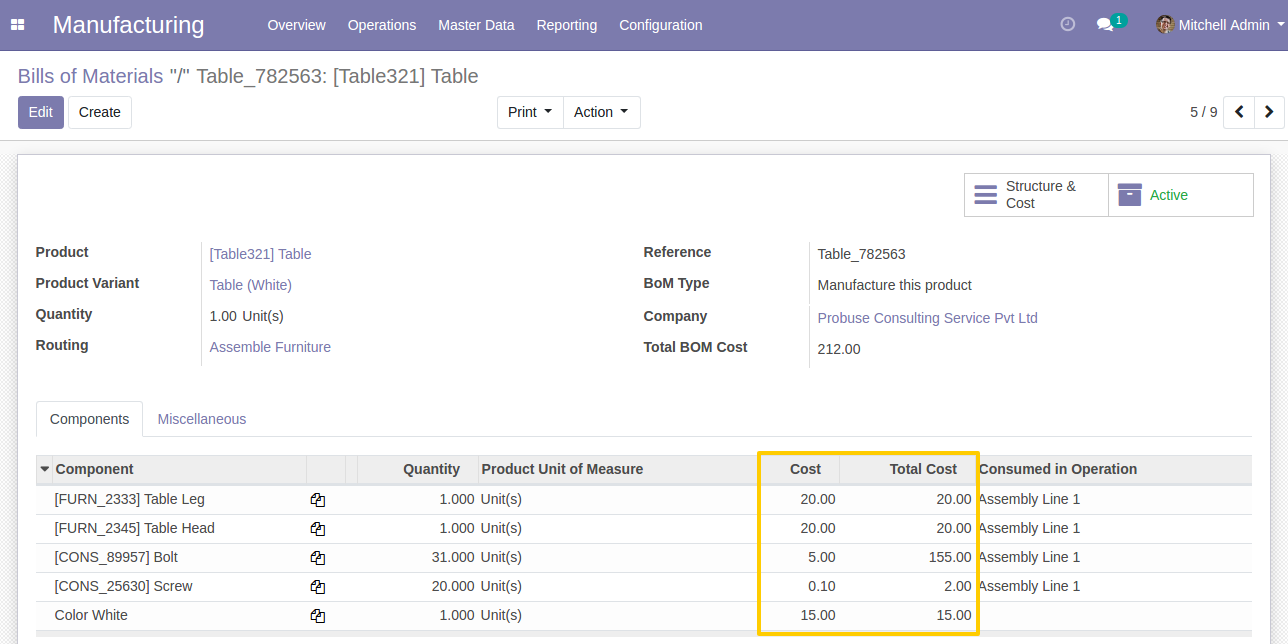 Manufacturing Overview Operations Master Data Reporting Configuration 1 Mitchell Admin
Bills of Materials "/" Table_782563: [Table321] Table
Edit Create Print Action 5 / 9
Structure & Cost Active
Product [Table321] Table Reference Table_782563
Product Variant Table (White) BoM Type Manufacture this product
Quantity 1.00 Unit(s) Company Probuse Consulting Service Pvt Ltd
Routing Assemble Furniture Total BOM Cost 212.00
Components Miscellaneous
Component Quantity Product Unit of Measure Cost Total Cost Consumed in Operation
[FURN_2333] Table Leg 1.000 Unit(s) 20.00 20.00 Assembly Line 1
[FURN_2345] Table Head 1.000 Unit(s) 20.00 20.00 Assembly Line 1
[CONS_89957] Bolt 31.000 Unit(s) 5.00 155.00 Assembly Line 1
[CONS_25630] Screw 20.000 Unit(s) 0.10 2.00 Assembly Line 1
Color White 1.000 Unit(s) 15.00 15.00